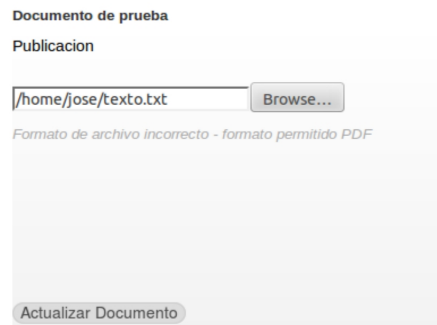 Documento de prueba
Publicacion
/home/jose/texto.txt Browse...
Formato de archivo incorrecto - formato permitido PDF
Actualizar Documento